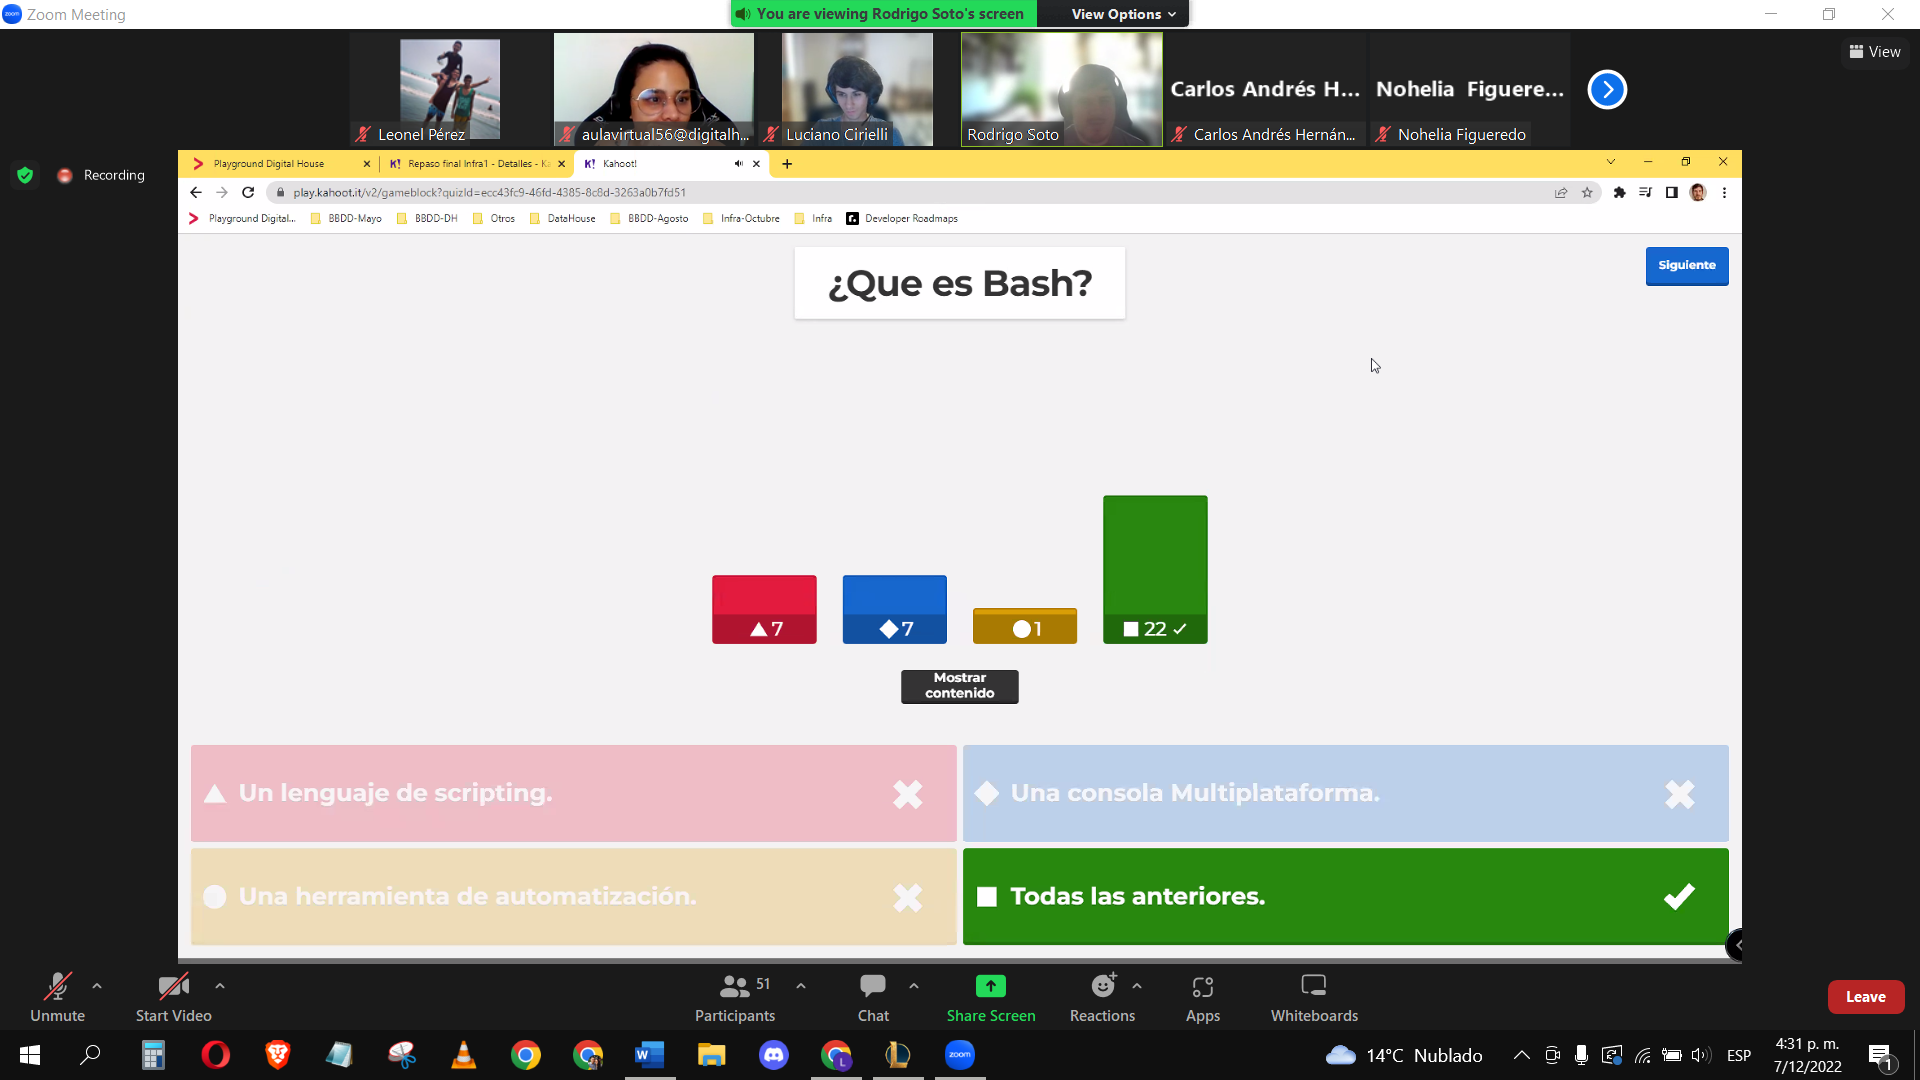 Zoom Meeting
You are viewing Rodrigo Soto's screen
View Options
View
Leonel Pérez
aulavirtual56@digitalh...
Luciano Cirielli
Rodrigo Soto
Carlos Andrés H...
Carlos Andrés Hernán...
Nohelia Figuere...
Nohelia Figueredo
Recording
Playground Digital House
Repaso final Infra1 - Detalles - Ka
Kahoot!
play.kahoot.it/v2/gameblock?quizId=ecc43fc9-46fd-4385-8c8d-3263a0b7fd51
Playground Digital...
BBDD-Mayo
BBDD-DH
Otros
DataHouse
BBDD-Agosto
Infra-Octubre
Infra
Developer Roadmaps
¿Que es Bash?
Siguiente
7
7
1
22
Mostrar
contenido
Un lenguaje de scripting.
Una consola Multiplataforma.
Una herramienta de automatización.
Todas las anteriores.
Unmute
Start Video
51
Participants
Chat
Share Screen
Reactions
Apps
Whiteboards
Leave
zoom
14°C Nublado
ESP
4:31 p. m.
7/12/2022
1